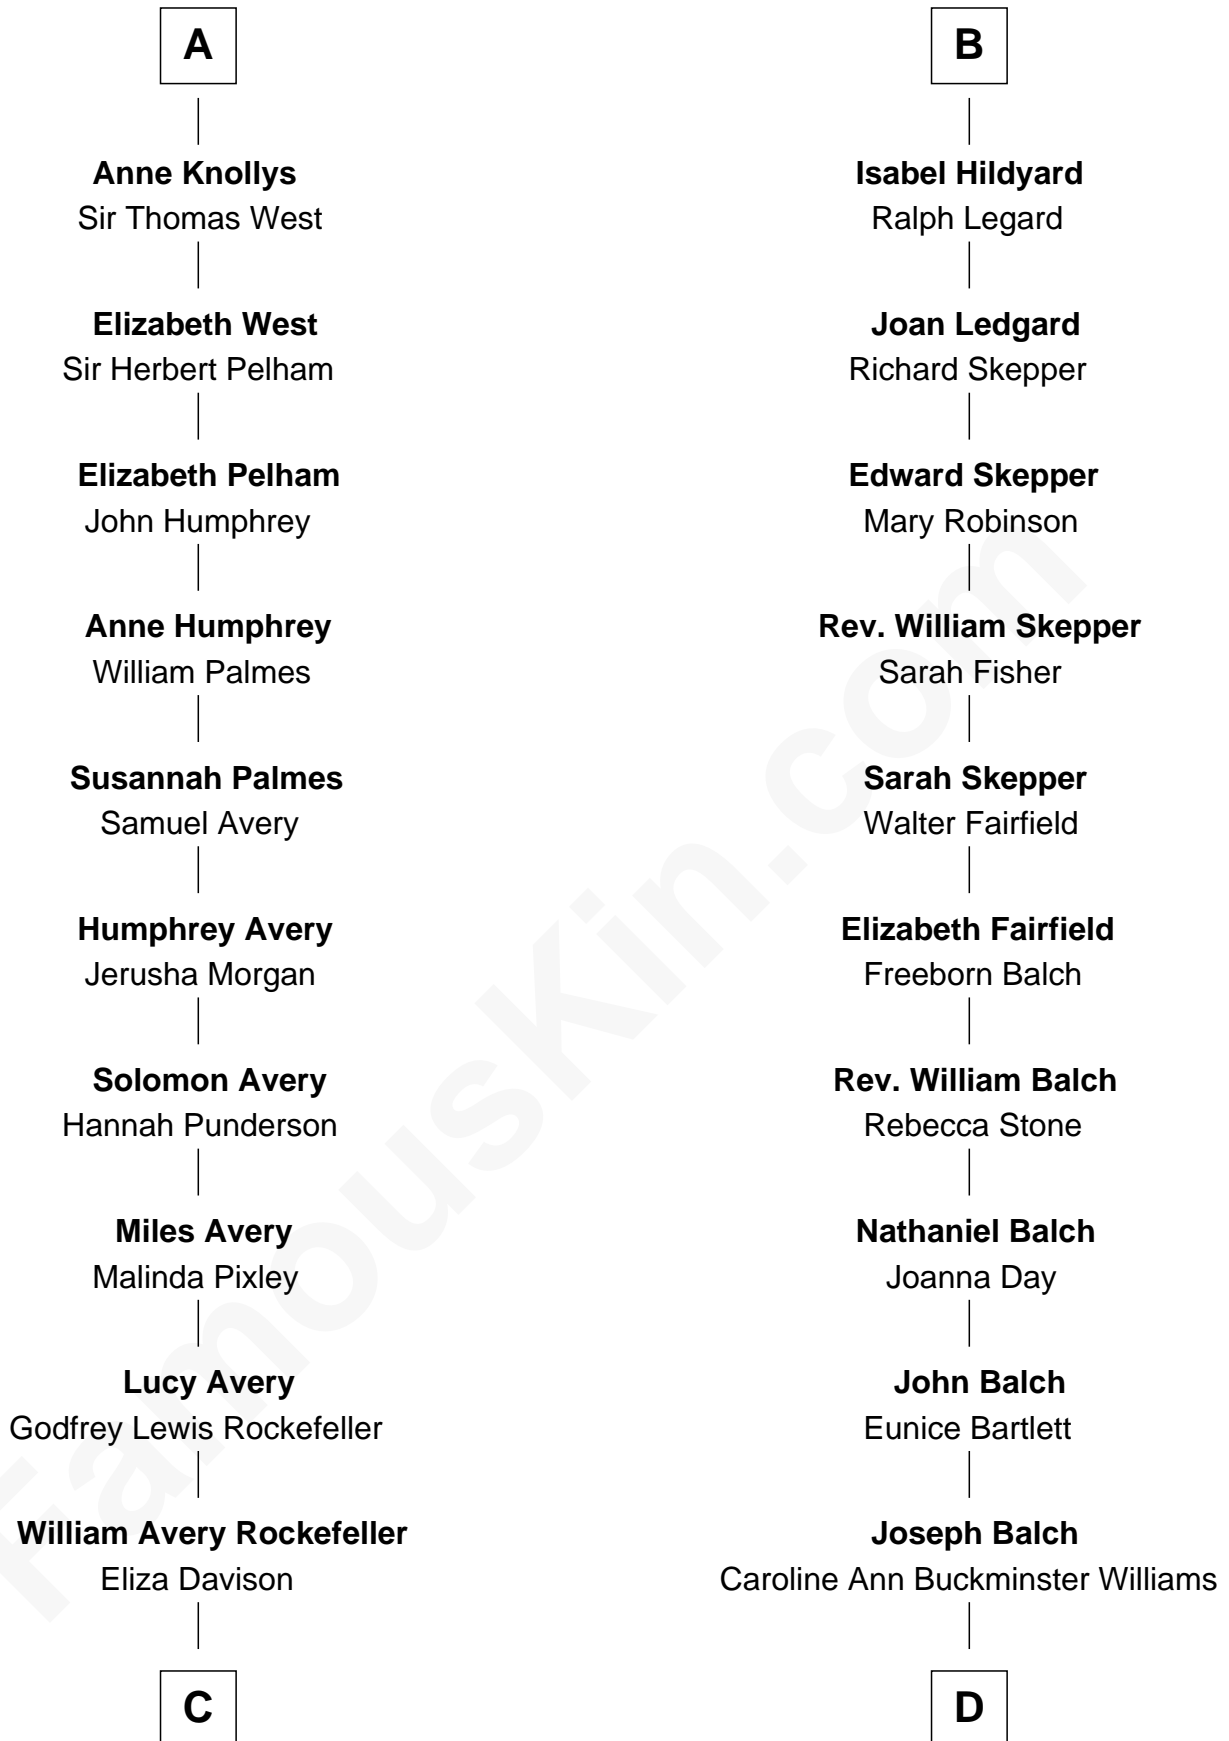 A
Anne Knollys
Sir Thomas West
Elizabeth West
Sir Herbert Pelham
Elizabeth Pelham
John Humphrey
Anne Humphrey
William Palmes
Susannah Palmes
Samuel Avery
Humphrey Avery
Jerusha Morgan
Solomon Avery
Hannah Punderson
Miles Avery
Malinda Pixley
Lucy Avery
Godfrey Lewis Rockefeller
William Avery Rockefeller
Eliza Davison
C
B
Isabel Hildyard
Ralph Legard
Joan Ledgard
Richard Skepper
Edward Skepper
Mary Robinson
Rev. William Skepper
Sarah Fisher
Sarah Skepper
Walter Fairfield
Elizabeth Fairfield
Freeborn Balch
Rev. William Balch
Rebecca Stone
Nathaniel Balch
Joanna Day
John Balch
Eunice Bartlett
Joseph Balch
Caroline Ann Buckminster Williams
D
FamousKin.com